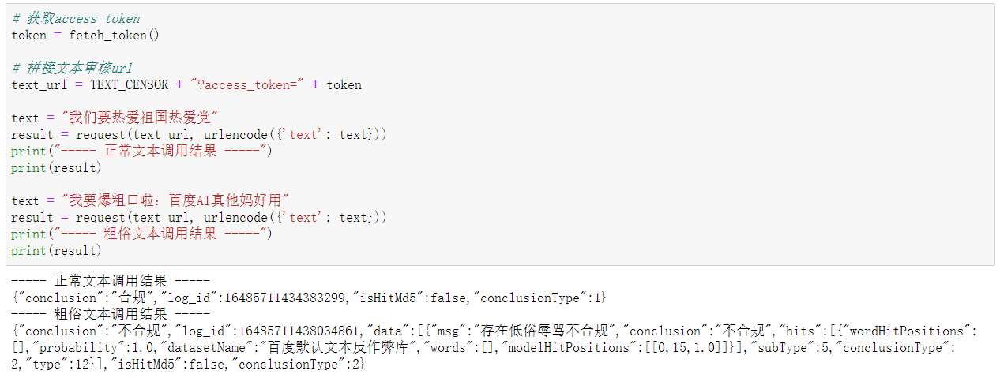 # 获取access token
token = fetch_token()
# 拼接文本审核url
text_url = TEXT_CENSOR + "?access_token=" + token
text = "我们要热爱祖国热爱党"
result = request(text_url, urlencode({'text': text}))
print("----- 正常文本调用结果 -----")
print(result)
text = "我要爆粗口啦：百度AI真他妈好用"
result = request(text_url, urlencode({'text': text}))
print("----- 粗俗文本调用结果 -----")
print(result)
----- 正常文本调用结果 -----
{"conclusion":"合规","log_id":16485711434383299,"isHitMd5":false,"conclusionType":1}
----- 粗俗文本调用结果 -----
{"conclusion":"不合规","log_id":16485711438034861,"data":[{"msg":"存在低俗辱骂不合规","conclusion":"不合规","hits":[{"wordHitPositions":
[],"probability":1.0,"datasetName":"百度默认文本反作弊库","words":[],"modelHitPositions":[[0,15,1.0]]}],"subType":5,"conclusionType":
2,"type":12}],"isHitMd5":false,"conclusionType":2}